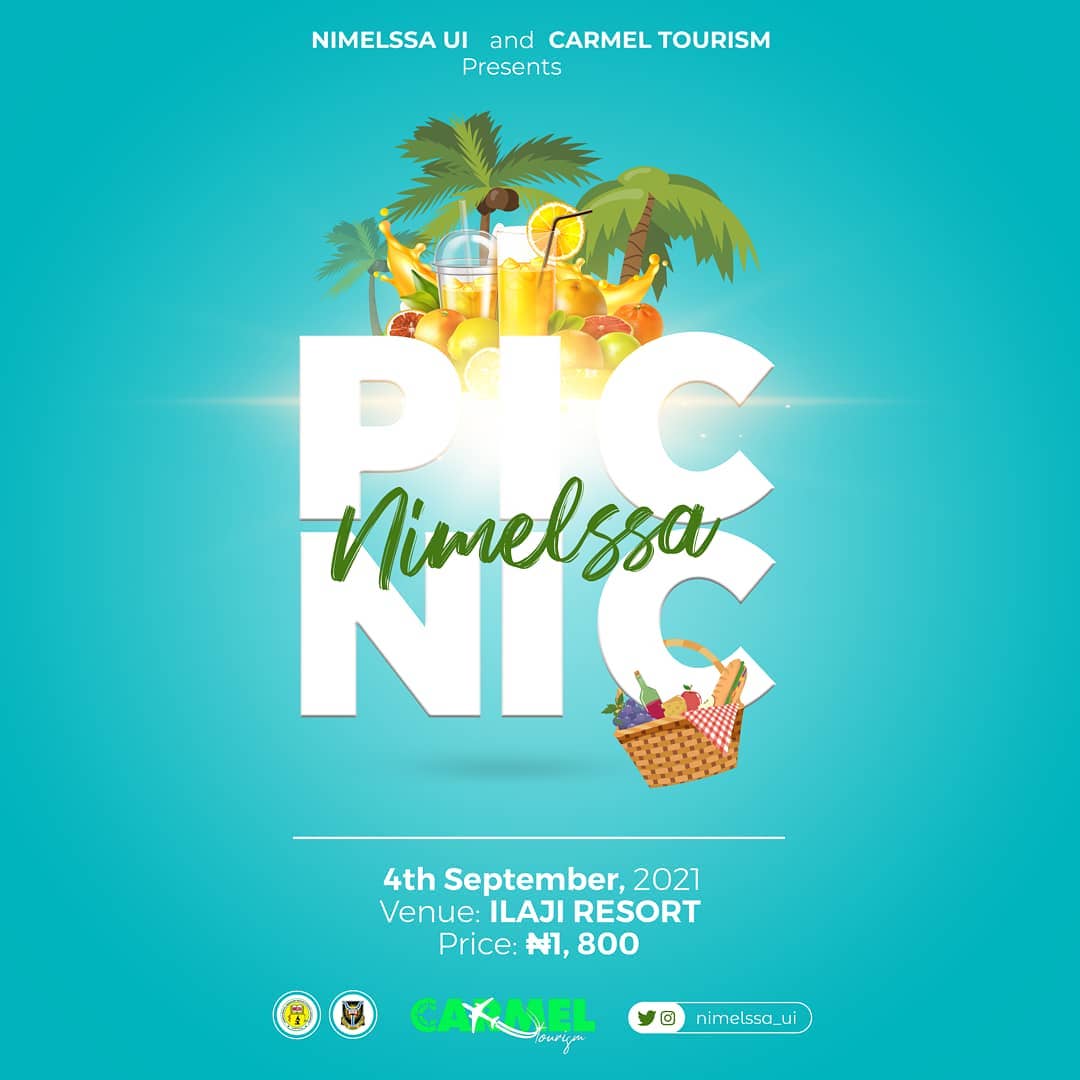 NIMELSSA UI and CARMEL TOURISM
Presents
PIC
Nimelssa
NIC
4th September, 2021
Venue: ILAJI RESORT
Price: ₦1, 800
CARMEL
tourism
nimelssa_ui